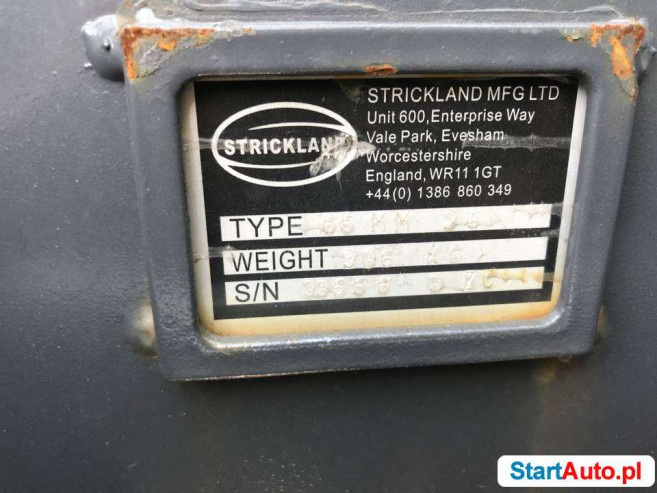 STRICKLAND
STRICKLAND MFG LTD
Unit 600, Enterprise Way
Vale Park, Evesham
Worcestershire
England, WR11 1GT
+44(0) 1386 860 349
TYPE
WEIGHT
S/N
StartAuto.pl